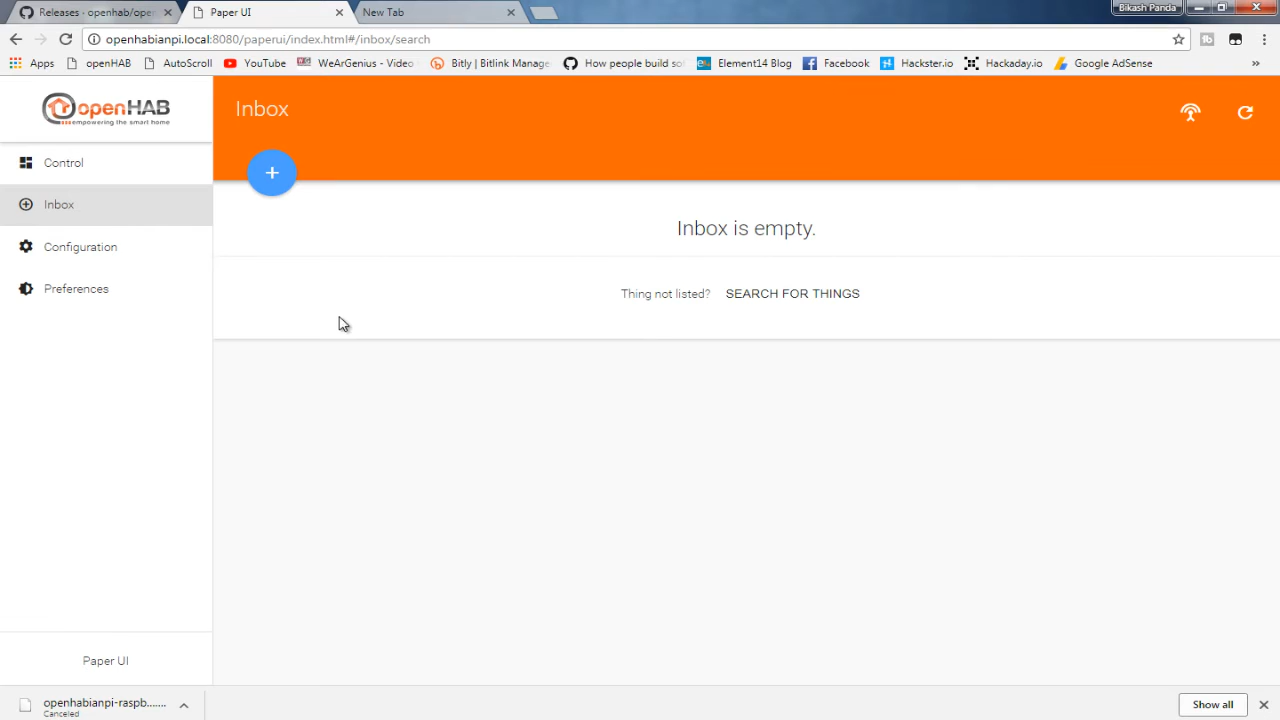 Releases · openhab/ope
Paper UI
New Tab
Bikash Panda
openhabianpi.local:8080/paperui/index.html#/inbox/search
Apps
openHAB
AutoScroll
YouTube
WeArGenius - Video
Bitly | Bitlink Manage
How people build so
Element14 Blog
Facebook
Hackster.io
Hackaday.io
Google AdSense
»
openHAB
empowering the smart home
Inbox
Control
Inbox
Configuration
Preferences
Inbox is empty.
Thing not listed? SEARCH FOR THINGS
Paper UI
openhabianpi-raspb......
Canceled
Show all